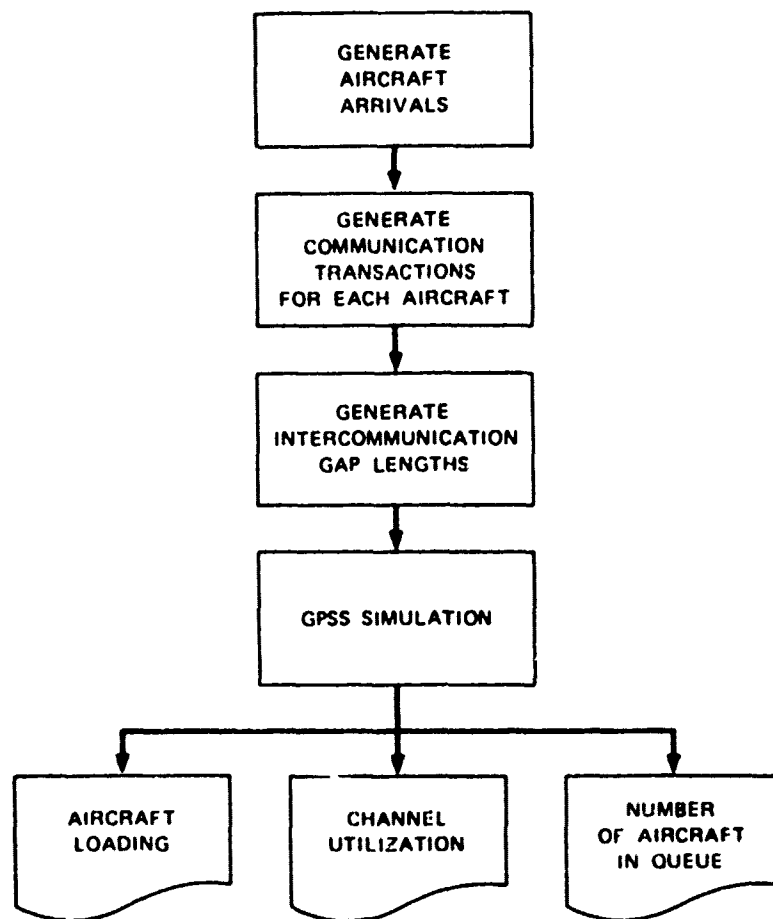 GENERATE
AIRCRAFT
ARRIVALS
GENERATE
COMMUNICATION
TRANSACTIONS
FOR EACH AIRCRAFT
GENERATE
INTERCOMMUNICATION
GAP LENGTHS
GPSS SIMULATION
AIRCRAFT
LOADING
CHANNEL
UTILIZATION
NUMBER
OF AIRCRAFT
IN QUEUE